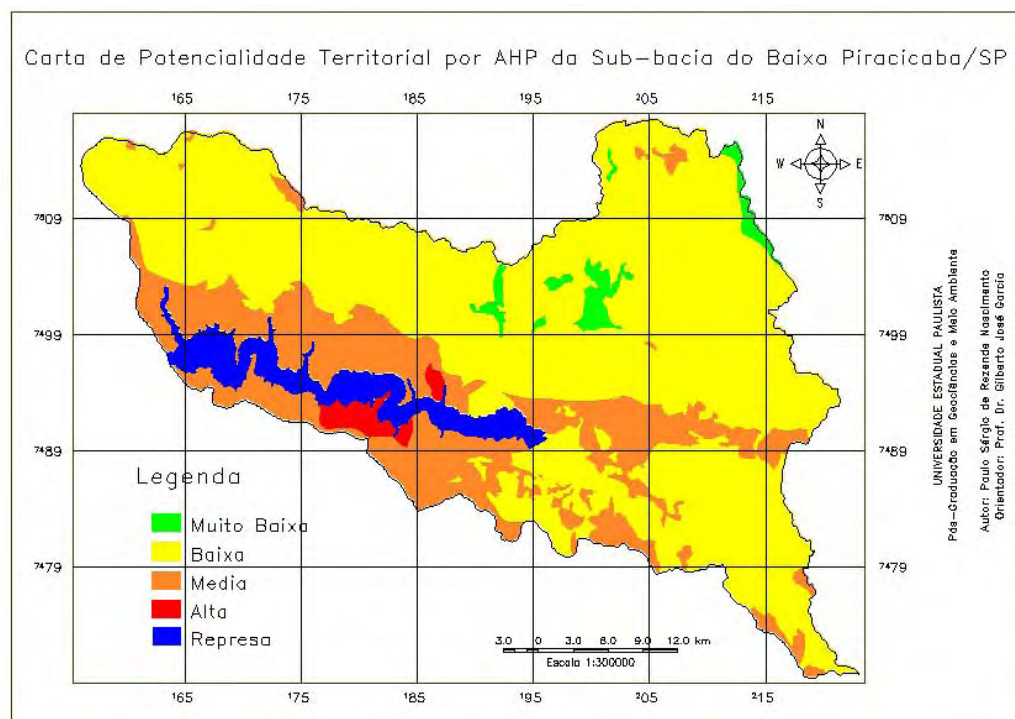 Carta de Potencialidade Territorial por AHP da Sub-bacia do Baixa Piracicaba/SP
165 175 185 195 ²05 215
N
W E
S
7⁵09 7⁵09
7⁴99 7⁴99
7⁴89 7⁴89
7⁴79 7⁴79
Legenda
Muito Baixa
Baixa
Media
Alta
Represa
3.0 0 3.0 6.0 9.0 12.0 km
Escala 1:300000
165 175 185 195 ²05 215
UNIVERSIDADE ESTADUAL PAULISTA
Pós-Graduação em Geociências e Meio Ambiente
Autor: Paulo Sérgio de Rezende Nascimento
Orientador: Prof. Dr. Gilberto José Garcia